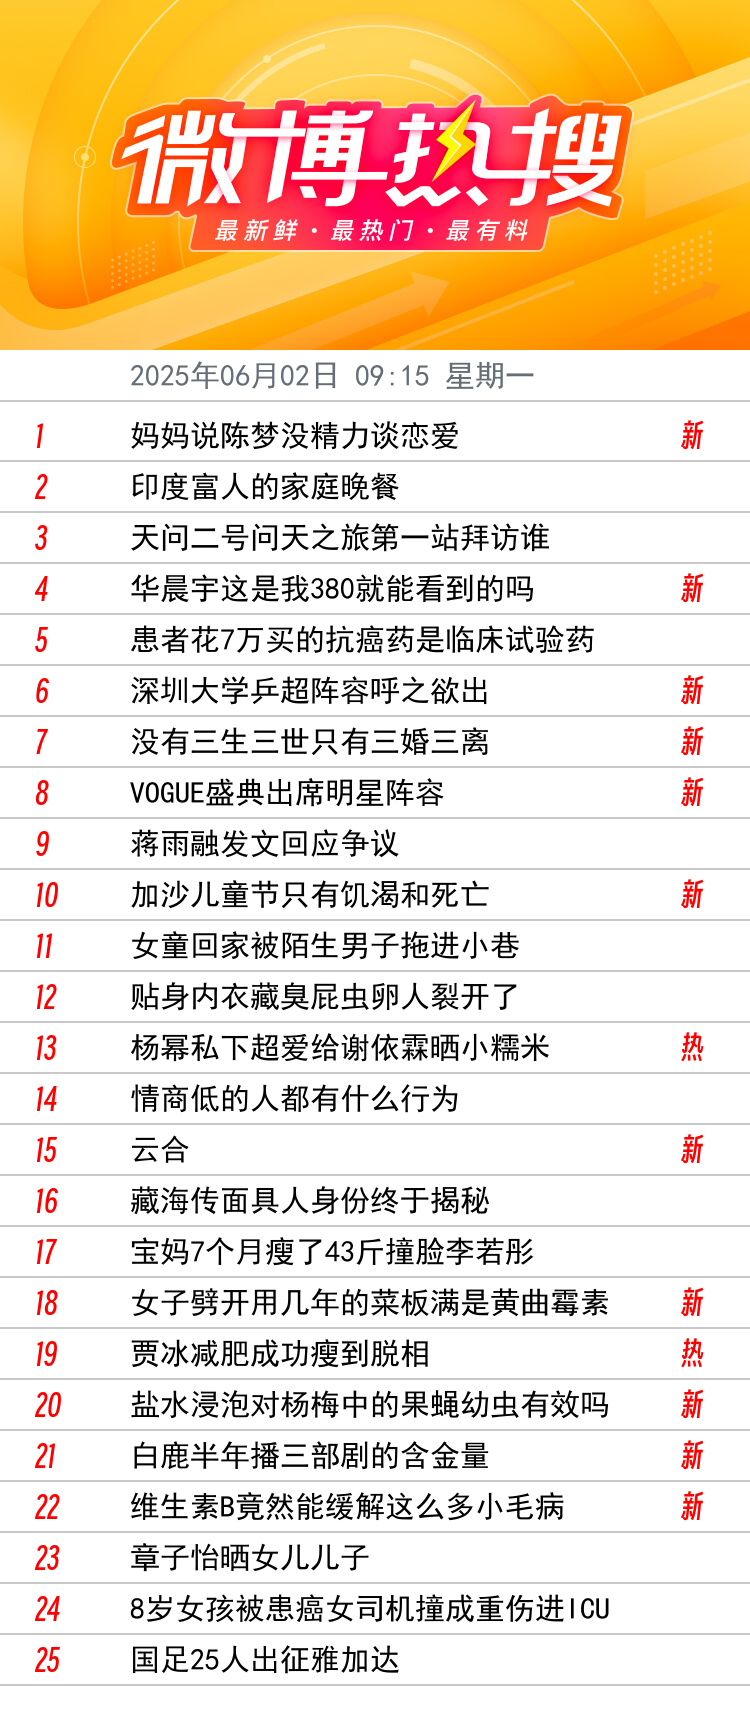 微博热搜
最新鲜·最热门·最有料
2025年06月02日 09:15 星期一
1 妈妈说陈梦没精力谈恋爱 新
2 印度富人的家庭晚餐
3 天问二号问天之旅第一站拜访谁
4 华晨宇这是我380就能看到的吗 新
5 患者花7万买的抗癌药是临床试验药
6 深圳大学乒超阵容呼之欲出 新
7 没有三生三世只有三婚三离 新
8 VOGUE盛典出席明星阵容 新
9 蒋雨融发文回应争议
10 加沙儿童节只有饥渴和死亡 新
11 女童回家被陌生男子拖进小巷
12 贴身内衣藏臭屁虫卵人裂开了
13 杨幂私下超爱给谢依霖晒小糯米 热
14 情商低的人都有什么行为
15 云合 新
16 藏海传面具人身份终于揭秘
17 宝妈7个月瘦了43斤撞脸李若彤
18 女子劈开用几年的菜板满是黄曲霉素 新
19 贾冰减肥成功瘦到脱相 热
20 盐水浸泡对杨梅中的果蝇幼虫有效吗 新
21 白鹿半年播三部剧的含金量 新
22 维生素B竟然能缓解这么多小毛病 新
23 章子怡晒女儿儿子
24 8岁女孩被患癌女司机撞成重伤进ICU
25 国足25人出征雅加达